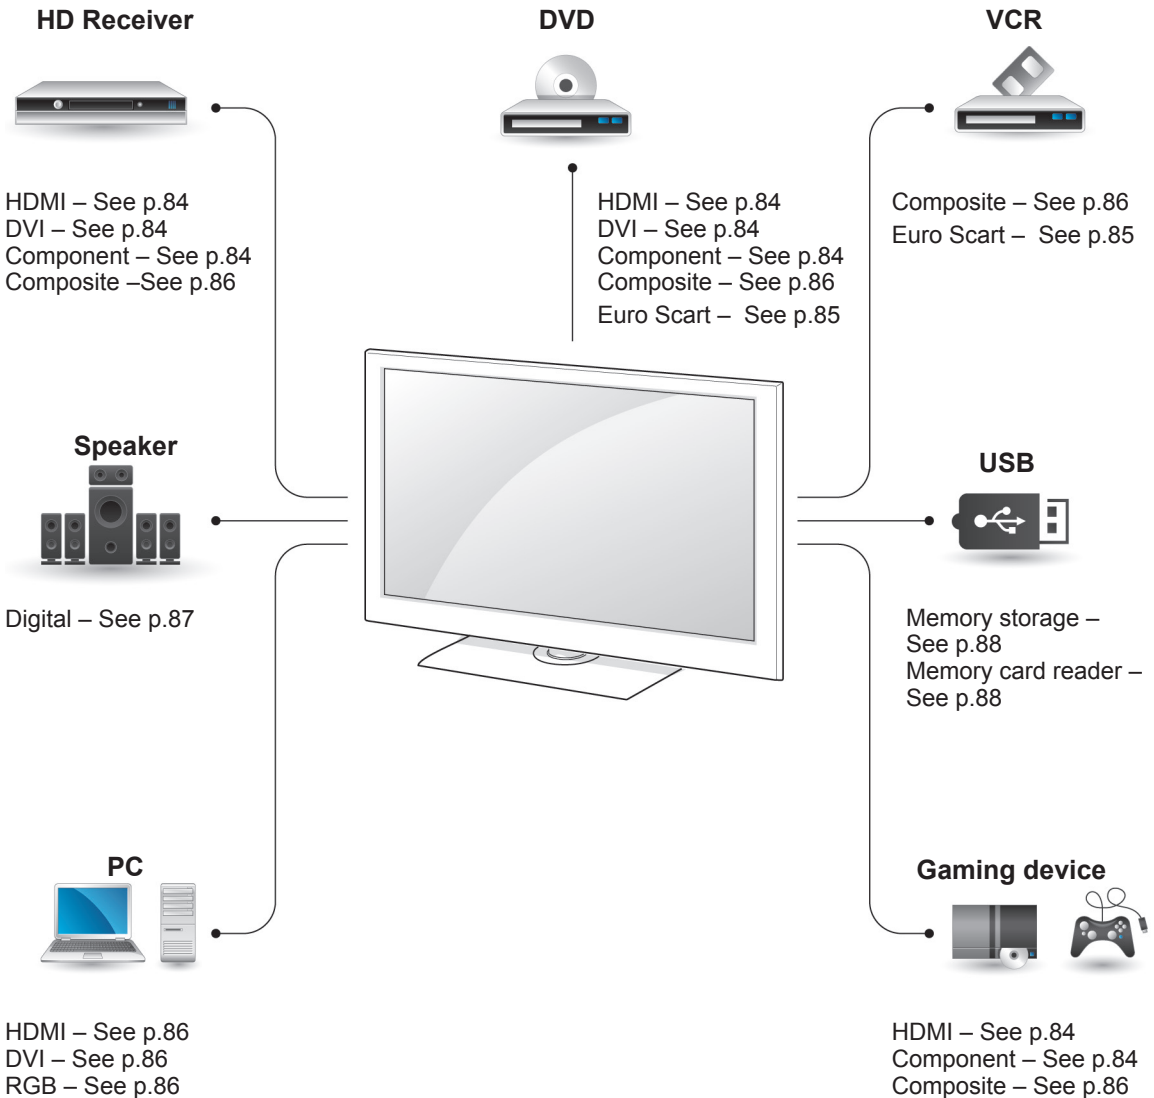 HD Receiver
HDMI – See p.84
DVI – See p.84
Component – See p.84
Composite –See p.86
DVD
HDMI – See p.84
DVI – See p.84
Component – See p.84
Composite – See p.86
Euro Scart –  See p.85
VCR
Composite – See p.86
Euro Scart –  See p.85
Speaker
Digital – See p.87
USB
Memory storage –
See p.88
Memory card reader –
See p.88
PC
HDMI – See p.86
DVI – See p.86
RGB – See p.86
Gaming device
HDMI – See p.84
Component – See p.84
Composite – See p.86